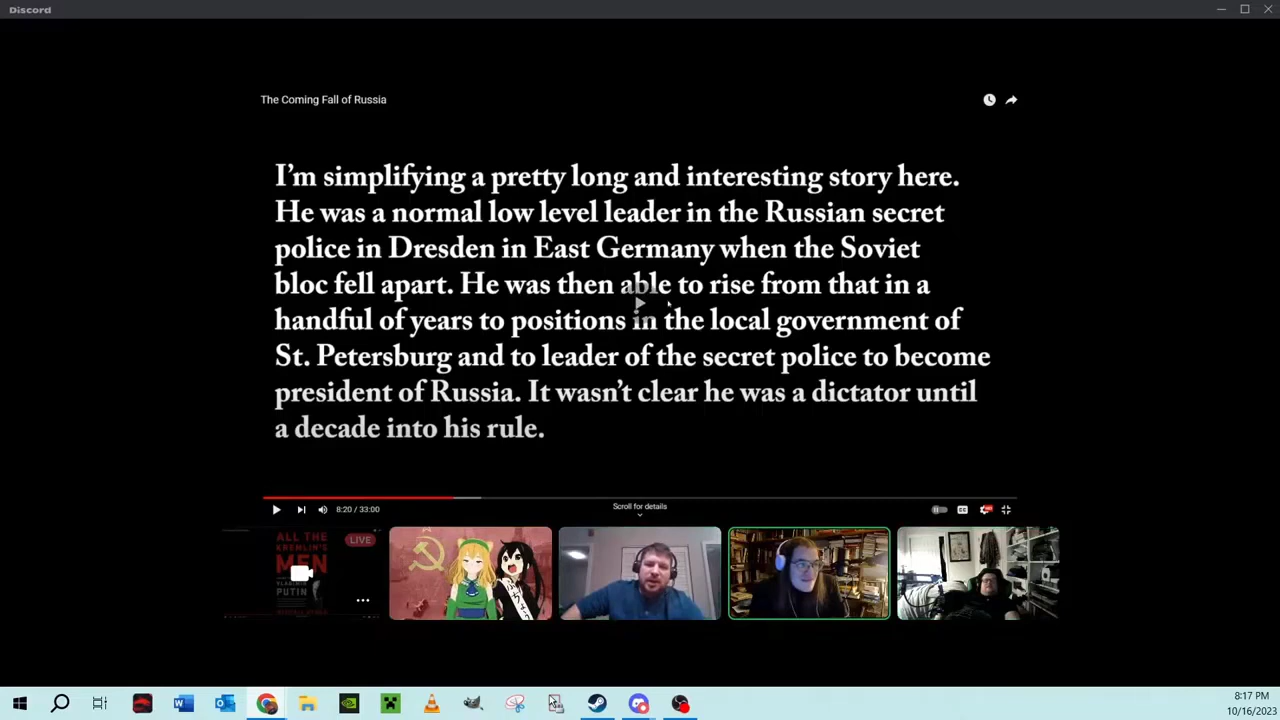 Discord
The Coming Fall of Russia
I'm simplifying a pretty long and interesting story here.
He was a normal low level leader in the Russian secret
police in Dresden in East Germany when the Soviet
bloc fell apart. He was then able to rise from that in a
handful of years to positions in the local government of
St. Petersburg and to leader of the secret police to become
president of Russia. It wasn't clear he was a dictator until
a decade into his rule.
8:20 / 33:00
Scroll for details
CC
ALL THE
KREMLIN'S
MEN
VLADIMIR
PUTIN
LIVE
8:17 PM
10/16/2023